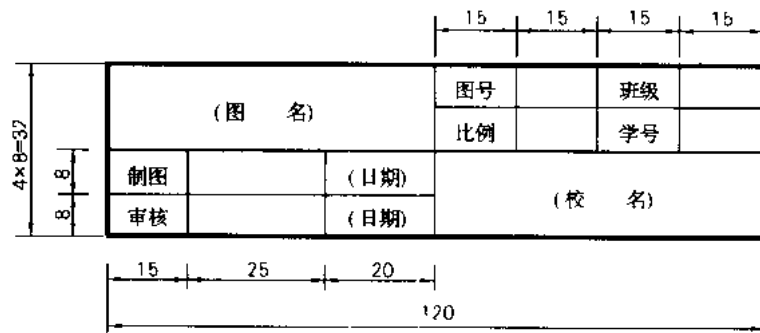 15 15 15 15
图号 班级
(图 名)
比例 学号
4×8=32
8 制图 (日期)
(校 名)
8 审核 (日期)
15 25 20
120